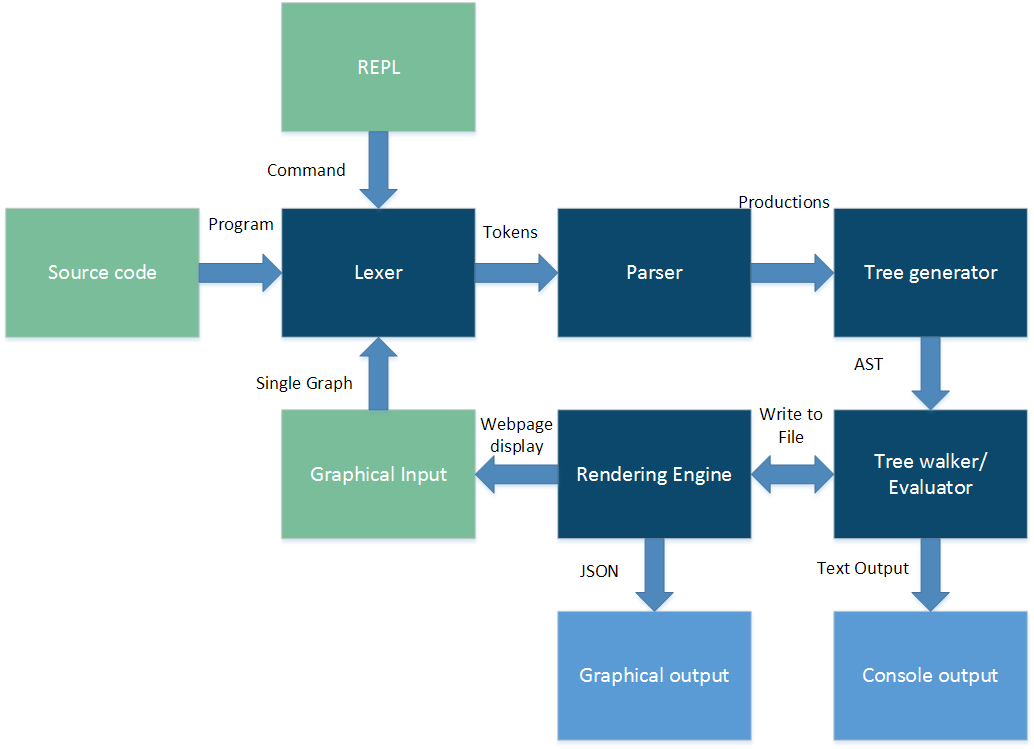 REPL
Command
Program
Tokens
Productions
Source code
Lexer
Parser
Tree generator
Single Graph
AST
Webpage
display
Write to
File
Graphical Input
Rendering Engine
Tree walker/
Evaluator
JSON
Text Output
Graphical output
Console output